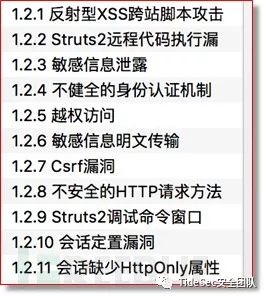 1.2.1 反射型XSS跨站脚本攻击
1.2.2 Struts2远程代码执行漏
1.2.3 敏感信息泄露
1.2.4 不健全的身份认证机制
1.2.5 越权访问
1.2.6 敏感信息明文传输
1.2.7 Csrf漏洞
1.2.8 不安全的HTTP请求方法
1.2.9 Struts2调试命令窗口
1.2.10 会话定置漏洞
1.2.11 会话缺少HttpOnly属性
TideSec安全团队